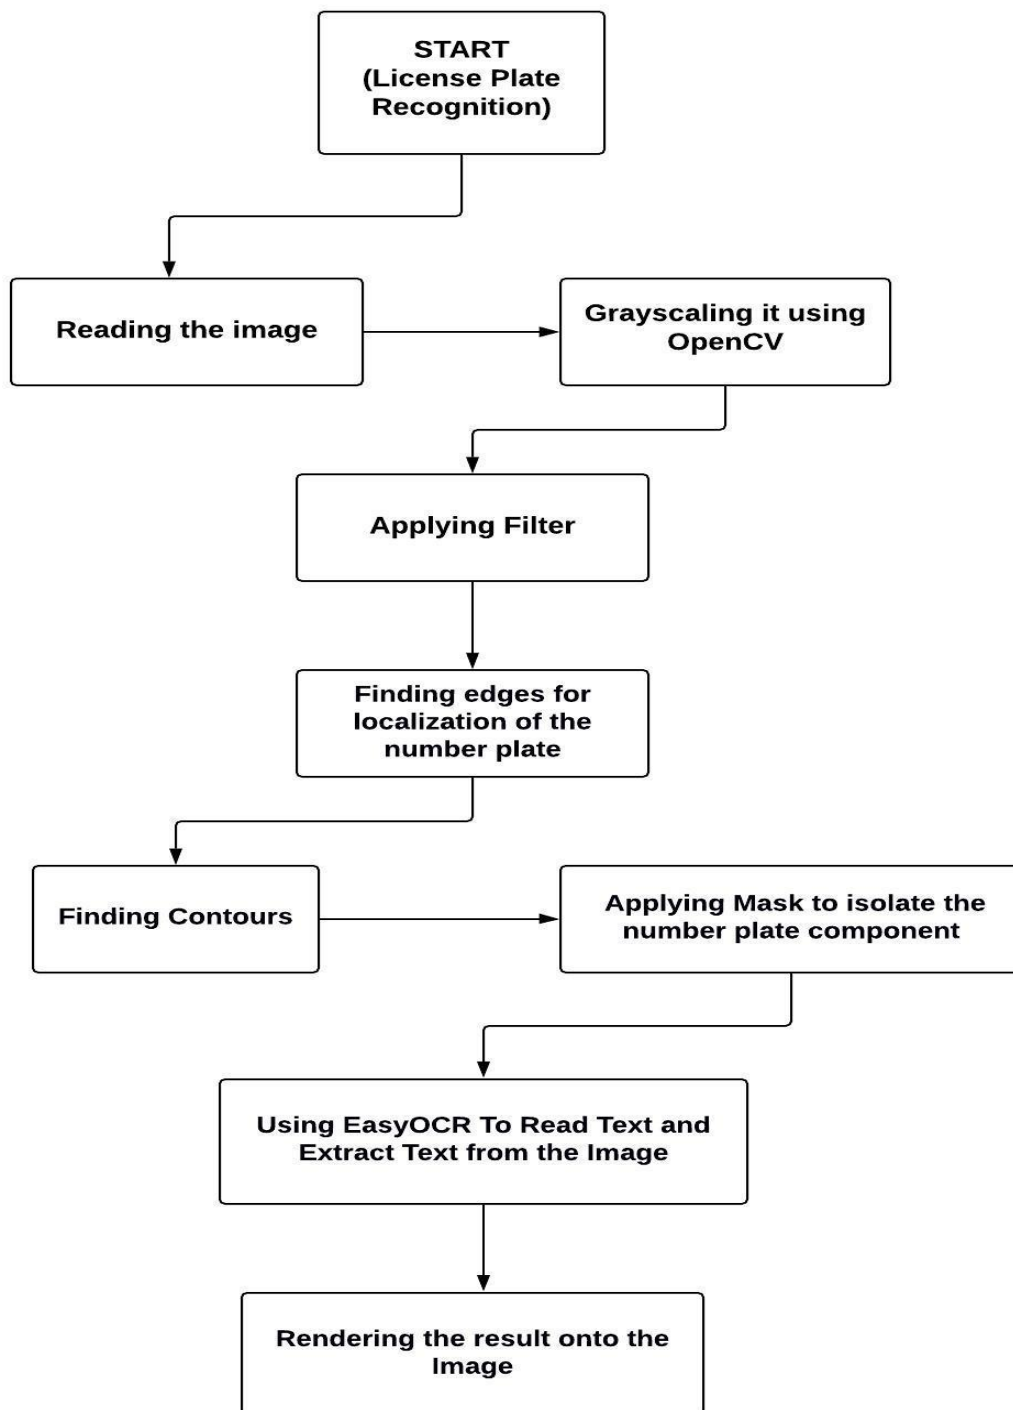 START
(License Plate
Recognition)
Reading the image
Grayscaling it using
OpenCV
Applying Filter
Finding edges for
localization of the
number plate
Finding Contours
Applying Mask to isolate the
number plate component
Using EasyOCR To Read Text and
Extract Text from the Image
Rendering the result onto the
Image